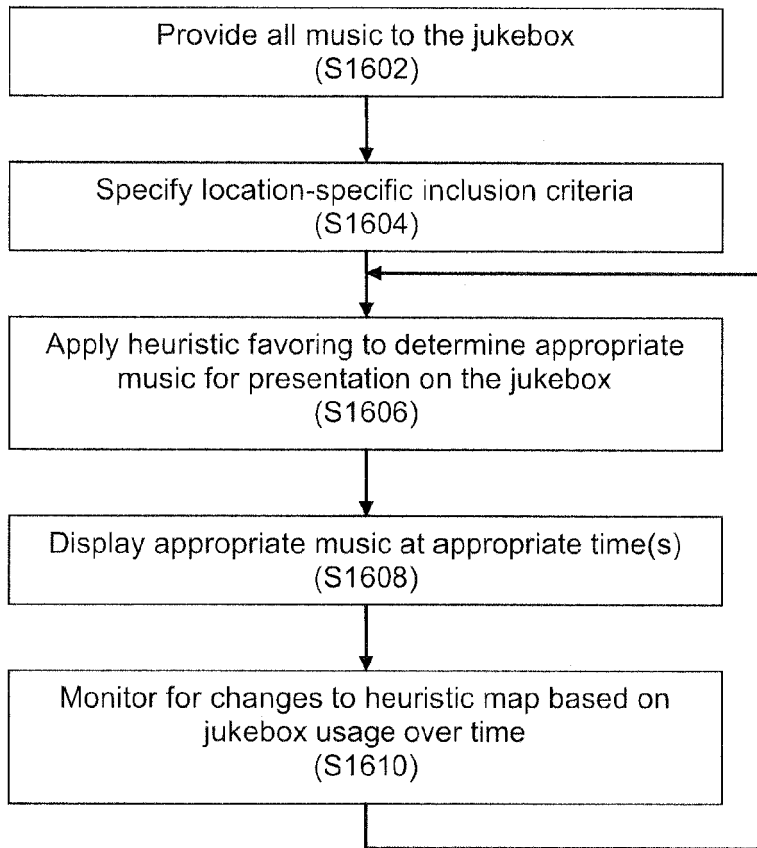 Provide all music to the jukebox
(S1602)
Specify location-specific inclusion criteria
(S1604)
Apply heuristic favoring to determine appropriate
music for presentation on the jukebox
(S1606)
Display appropriate music at appropriate time(s)
(S1608)
Monitor for changes to heuristic map based on
jukebox usage over time
(S1610)